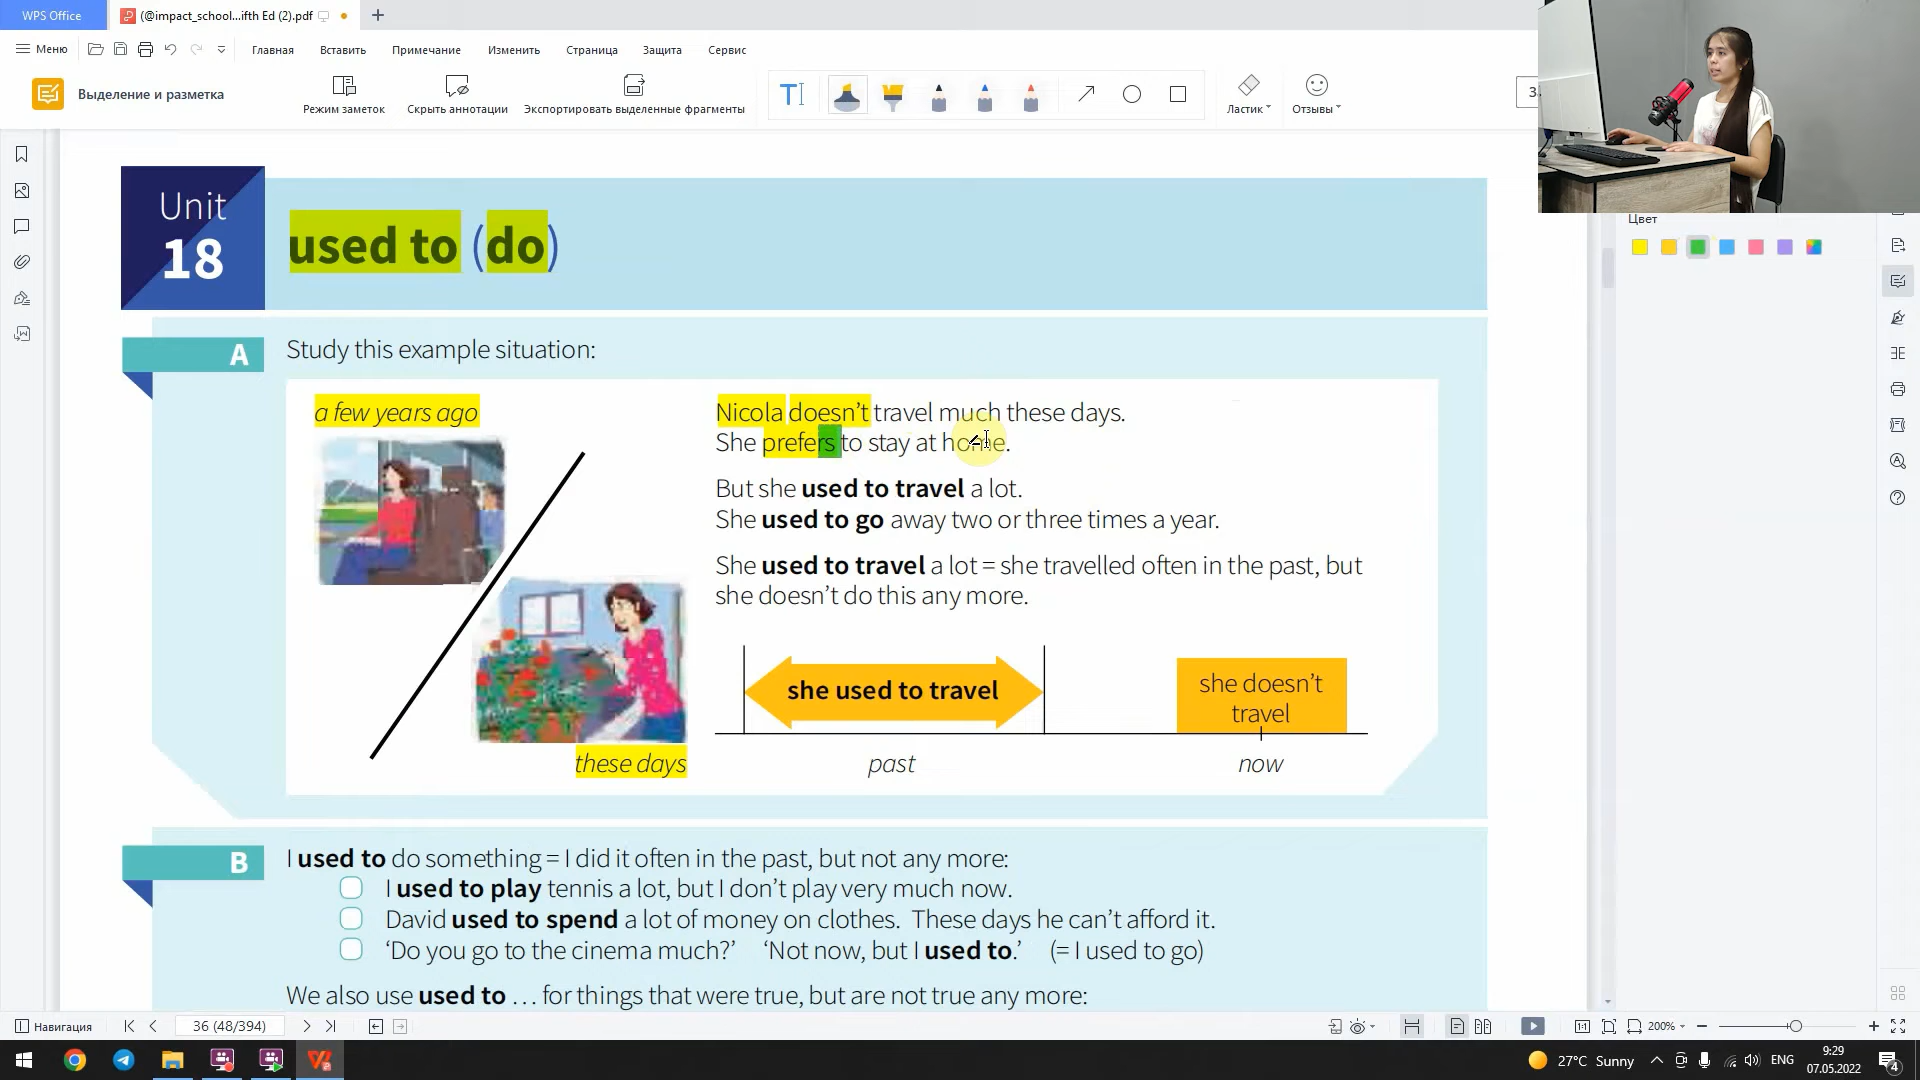 WPS Office
(@impact_school...ifth Ed (2).pdf
Меню
Главная
Вставить
Примечание
Изменить
Страница
Защита
Сервис
Выделение и разметка
Режим заметок
Скрыть аннотации
Экспортировать выделенные фрагменты
Ластик
Отзывы
Цвет
Unit
18
used to (do)
A
Study this example situation:
a few years ago
these days
Nicola doesn't travel much these days.
She prefers to stay at home.
But she used to travel a lot.
She used to go away two or three times a year.
She used to travel a lot = she travelled often in the past, but
she doesn't do this any more.
she used to travel
she doesn't
travel
past
now
B
I used to do something = I did it often in the past, but not any more:
I used to play tennis a lot, but I don't play very much now.
David used to spend a lot of money on clothes. These days he can't afford it.
'Do you go to the cinema much?' 'Not now, but I used to.' (= I used to go)
We also use used to … for things that were true, but are not true any more:
Навигация
36 (48/394)
1:1
200%
27°C Sunny
ENG
9:29
07.05.2022
4